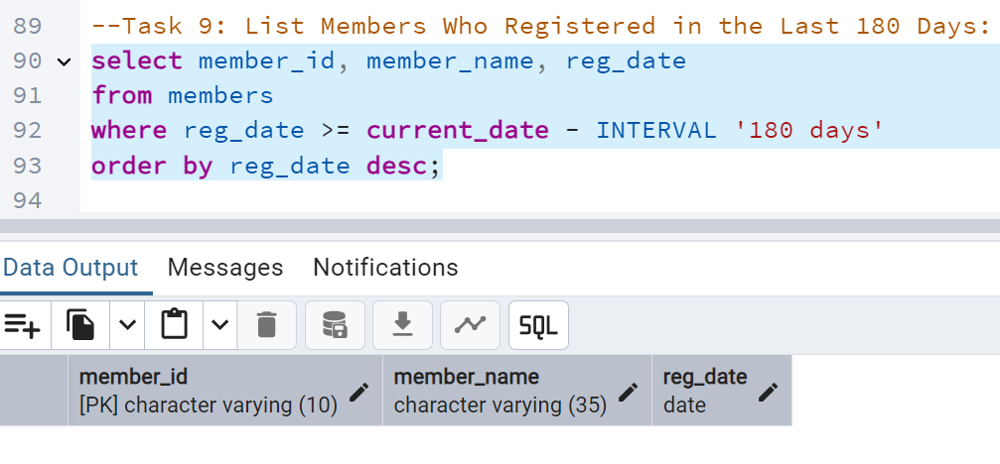 89 --Task 9: List Members Who Registered in the Last 180 Days:
90 select member_id, member_name, reg_date
91 from members
92 where reg_date >= current_date - INTERVAL '180 days'
93 order by reg_date desc;
94
Data Output Messages Notifications
SQL
member_id member_name reg_date
[PK] character varying (10) character varying (35) date